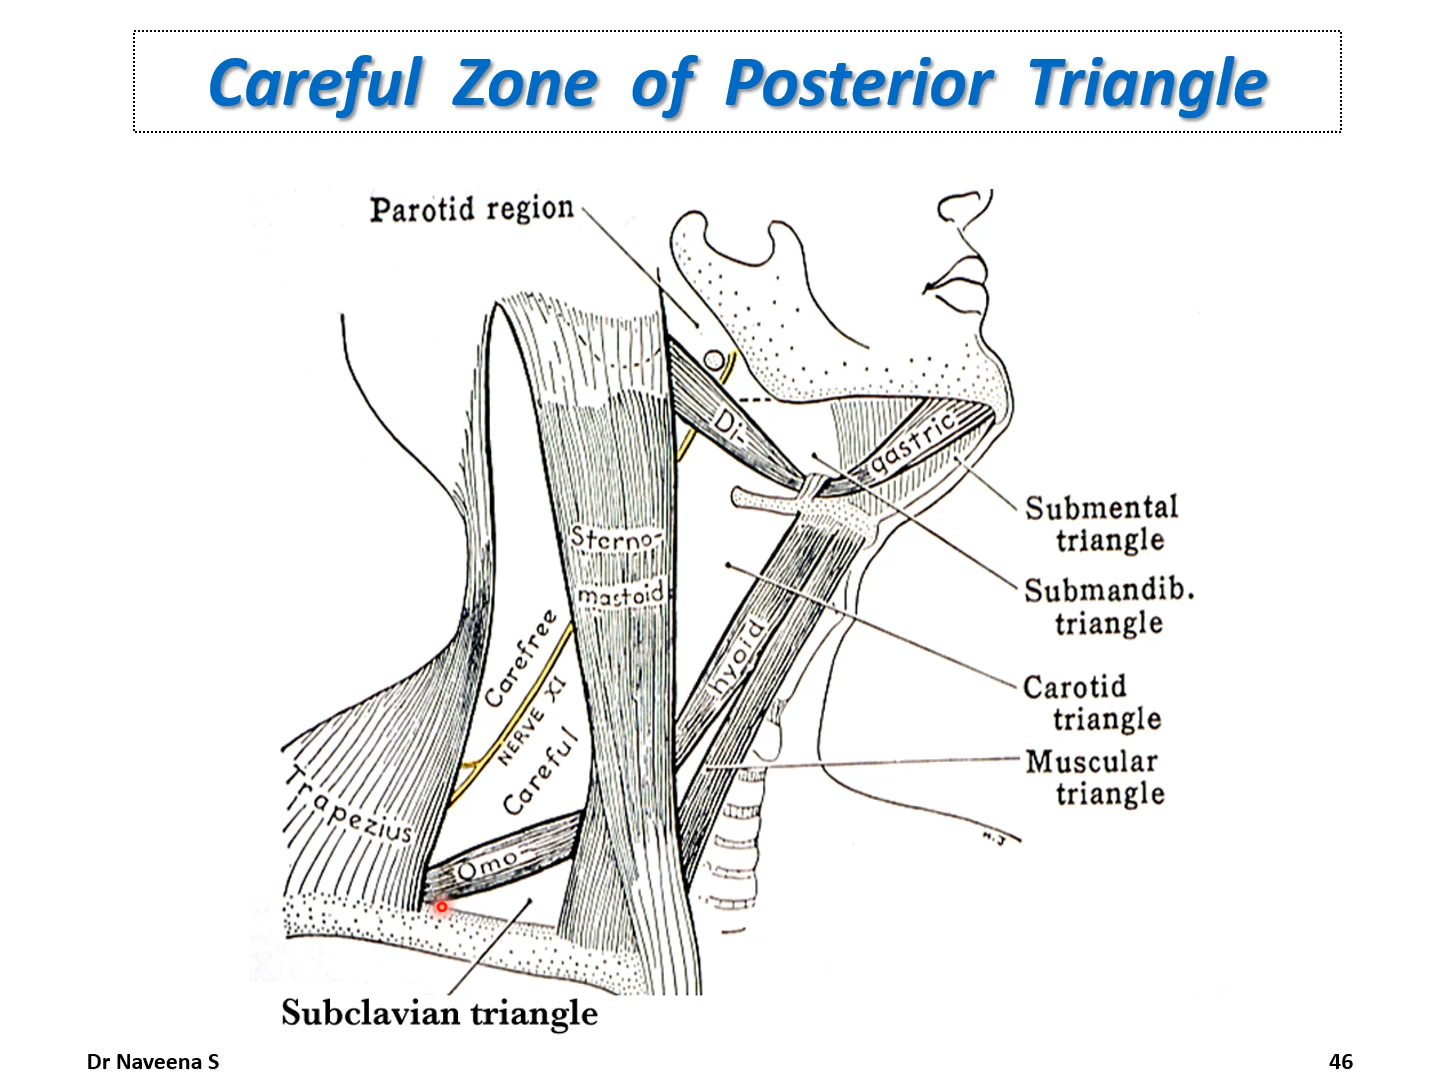 Careful Zone of Posterior Triangle
Parotid region
Di-
gastric
Submental
triangle
Sterno-
mastoid
Submandib.
triangle
Carefree
hyoid
NERVE XI
Carotid
triangle
Careful
Muscular
triangle
Trapezius
Omo-
Subclavian triangle
Dr Naveena S
46